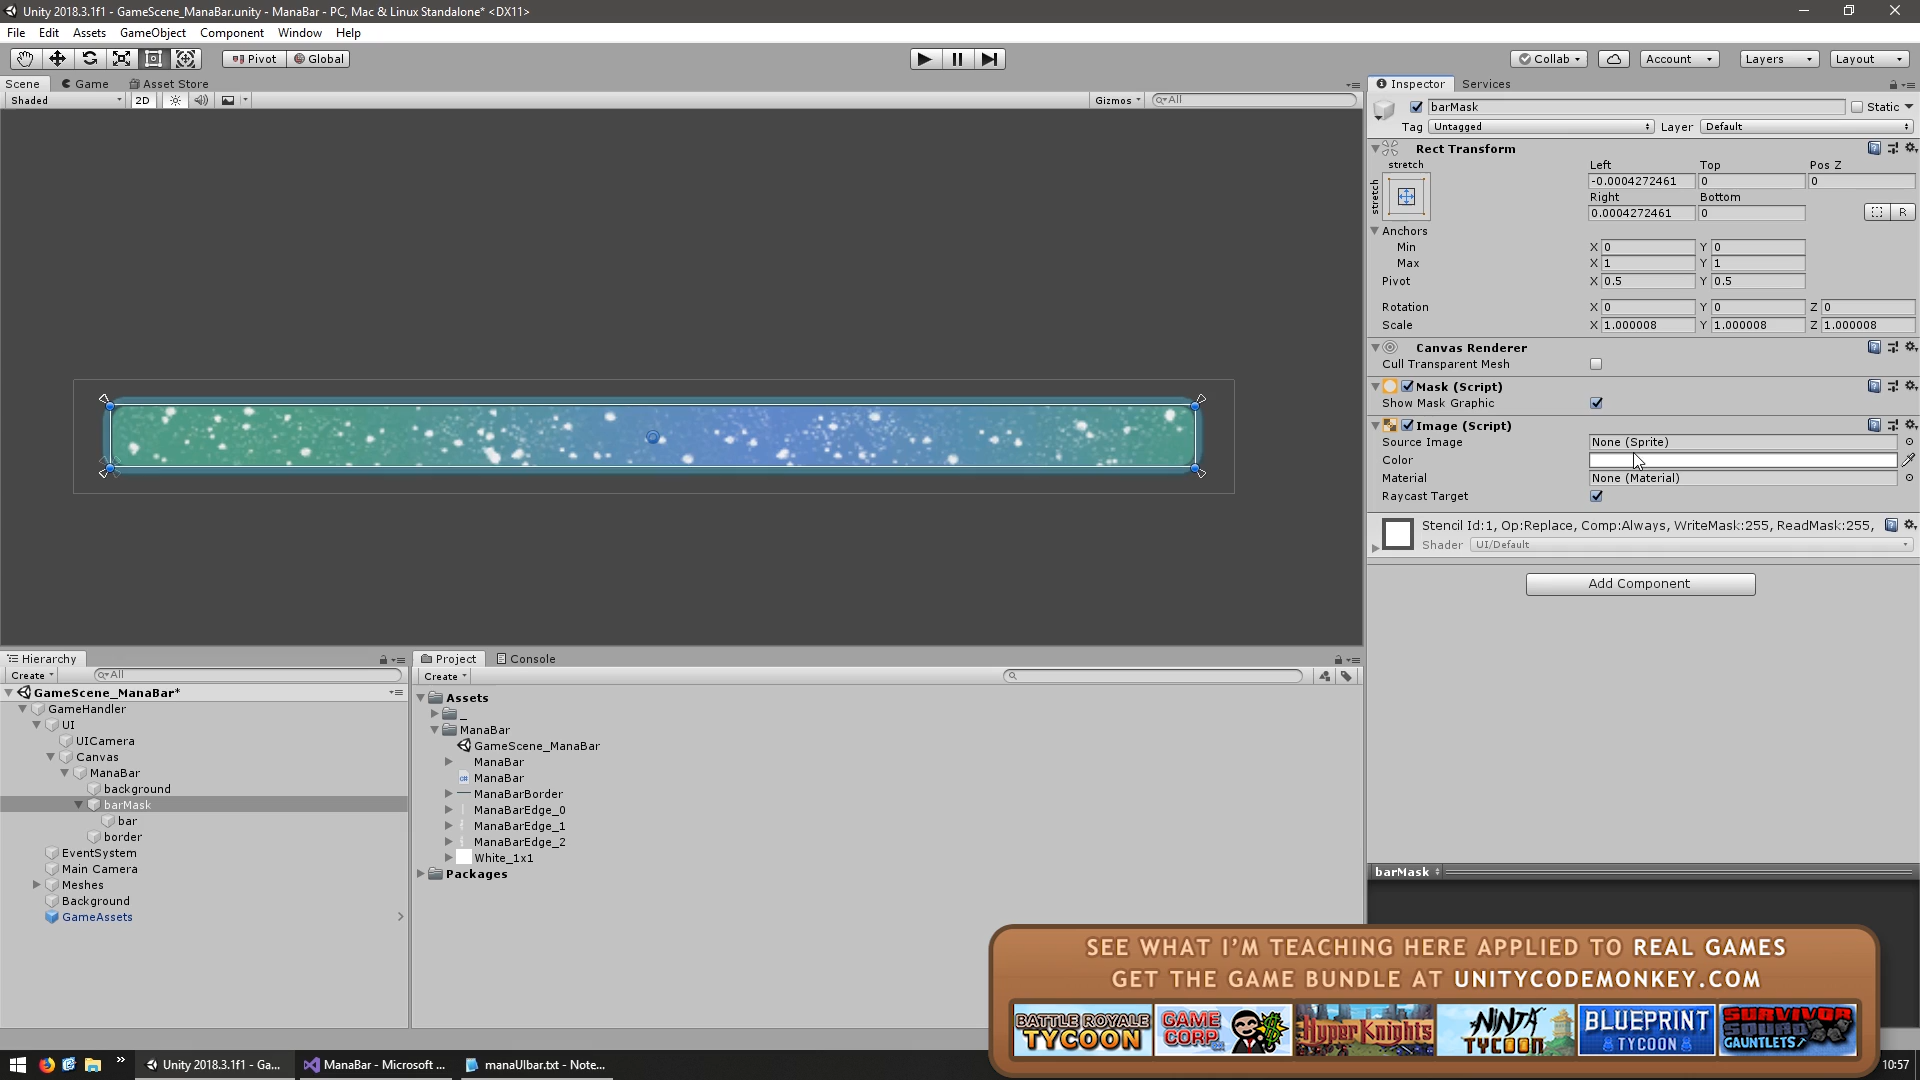 Unity 2018.3.1f1 - GameScene_ManaBar.unity - ManaBar - PC, Mac & Linux Standalone* <DX11>
File Edit Assets GameObject Component Window Help
Pivot Global Collab Account Layers Layout
Scene Game Asset Store
Shaded 2D Gizmos All
Inspector Services
barMask Static
Tag Untagged Layer Default
Rect Transform
stretch
stretch
Left Top Pos Z
-0.0004272461 0 0
Right Bottom
0.0004272461 0 R
Anchors
Min X 0 Y 0
Max X 1 Y 1
Pivot X 0.5 Y 0.5
Rotation X 0 Y 0 Z 0
Scale X 1.000008 Y 1.000008 Z 1.000008
Canvas Renderer
Cull Transparent Mesh
Mask (Script)
Show Mask Graphic
Image (Script)
Source Image None (Sprite)
Color
Material None (Material)
Raycast Target
Stencil Id:1, Op:Replace, Comp:Always, WriteMask:255, ReadMask:255,
Shader UI/Default
Add Component
barMask
Hierarchy
Create All
GameScene_ManaBar*
GameHandler
UI
UICamera
Canvas
ManaBar
background
barMask
bar
border
EventSystem
Main Camera
Meshes
Background
GameAssets
Project Console
Create
Assets
_
ManaBar
GameScene_ManaBar
ManaBar
ManaBar
ManaBarBorder
ManaBarEdge_0
ManaBarEdge_1
ManaBarEdge_2
White_1x1
Packages
SEE WHAT I'M TEACHING HERE APPLIED TO REAL GAMES
GET THE GAME BUNDLE AT UNITYCODEMONKEY.COM
BATTLE ROYALE TYCOON
GAME CORP
HYPER KNIGHTS
NINJA TYCOON
BLUEPRINT TYCOON
SURVIVOR SQUAD GAUNTLETS
Unity 2018.3.1f1 - Ga... ManaBar - Microsoft ... manaUIbar.txt - Note... 10:57